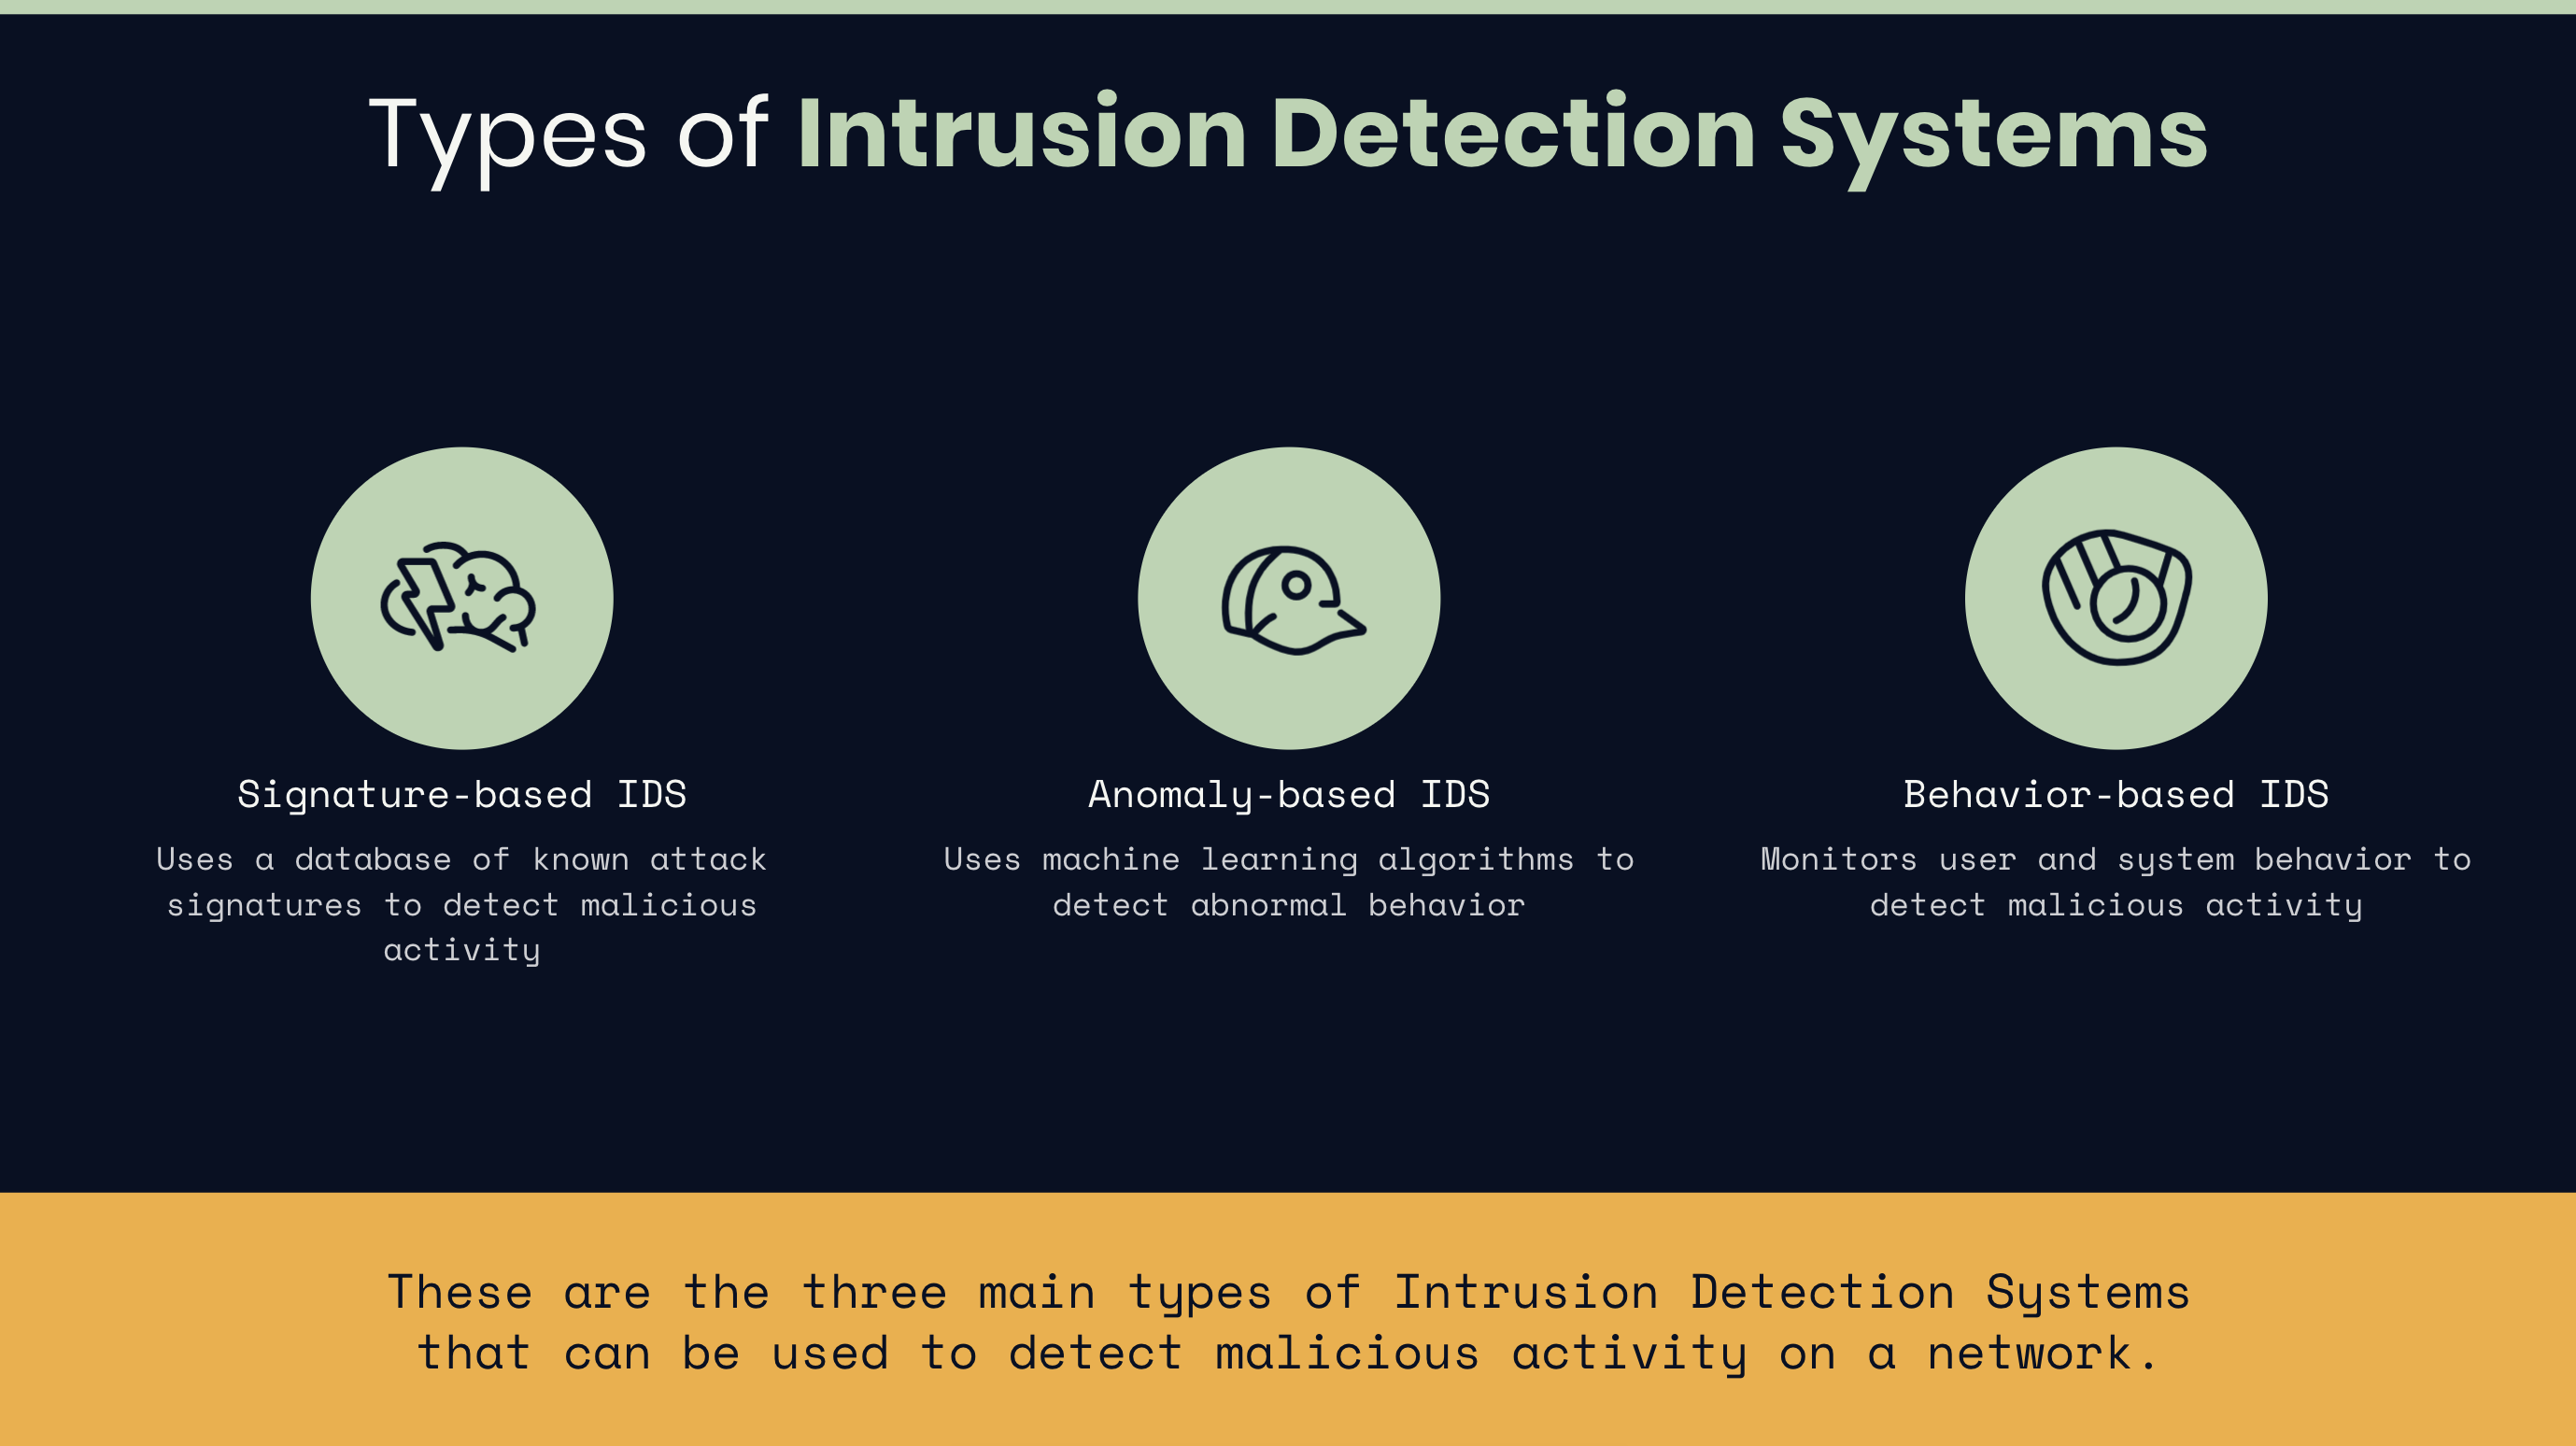 Types of Intrusion Detection Systems
Signature-based IDS
Uses a database of known attack
signatures to detect malicious
activity
Anomaly-based IDS
Uses machine learning algorithms to
detect abnormal behavior
Behavior-based IDS
Monitors user and system behavior to
detect malicious activity
These are the three main types of Intrusion Detection Systems
that can be used to detect malicious activity on a network.